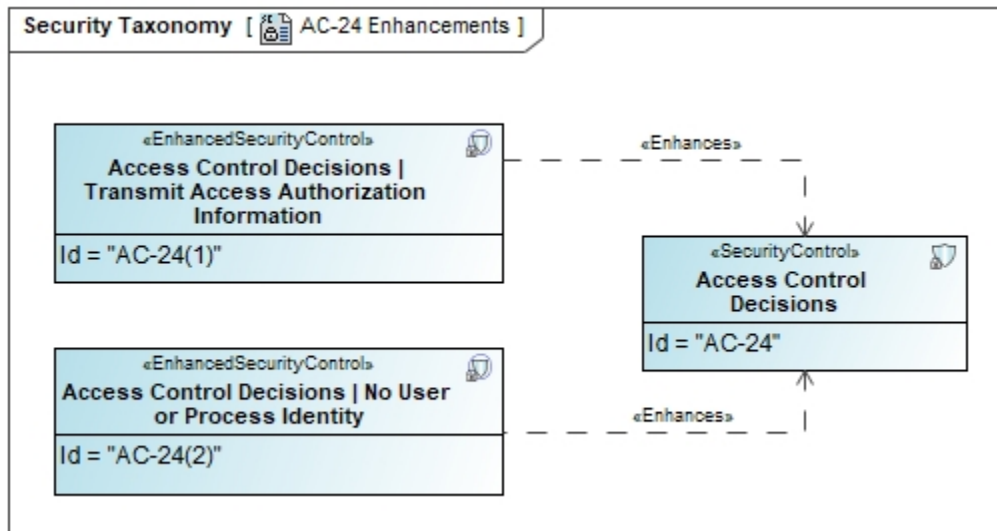 Security Taxonomy [ AC-24 Enhancements ]
«EnhancedSecurityControl»
Access Control Decisions |
Transmit Access Authorization
Information
Id = "AC-24(1)"
«Enhances»
«SecurityControl»
Access Control
Decisions
Id = "AC-24"
«EnhancedSecurityControl»
Access Control Decisions | No User
or Process Identity
Id = "AC-24(2)"
«Enhances»